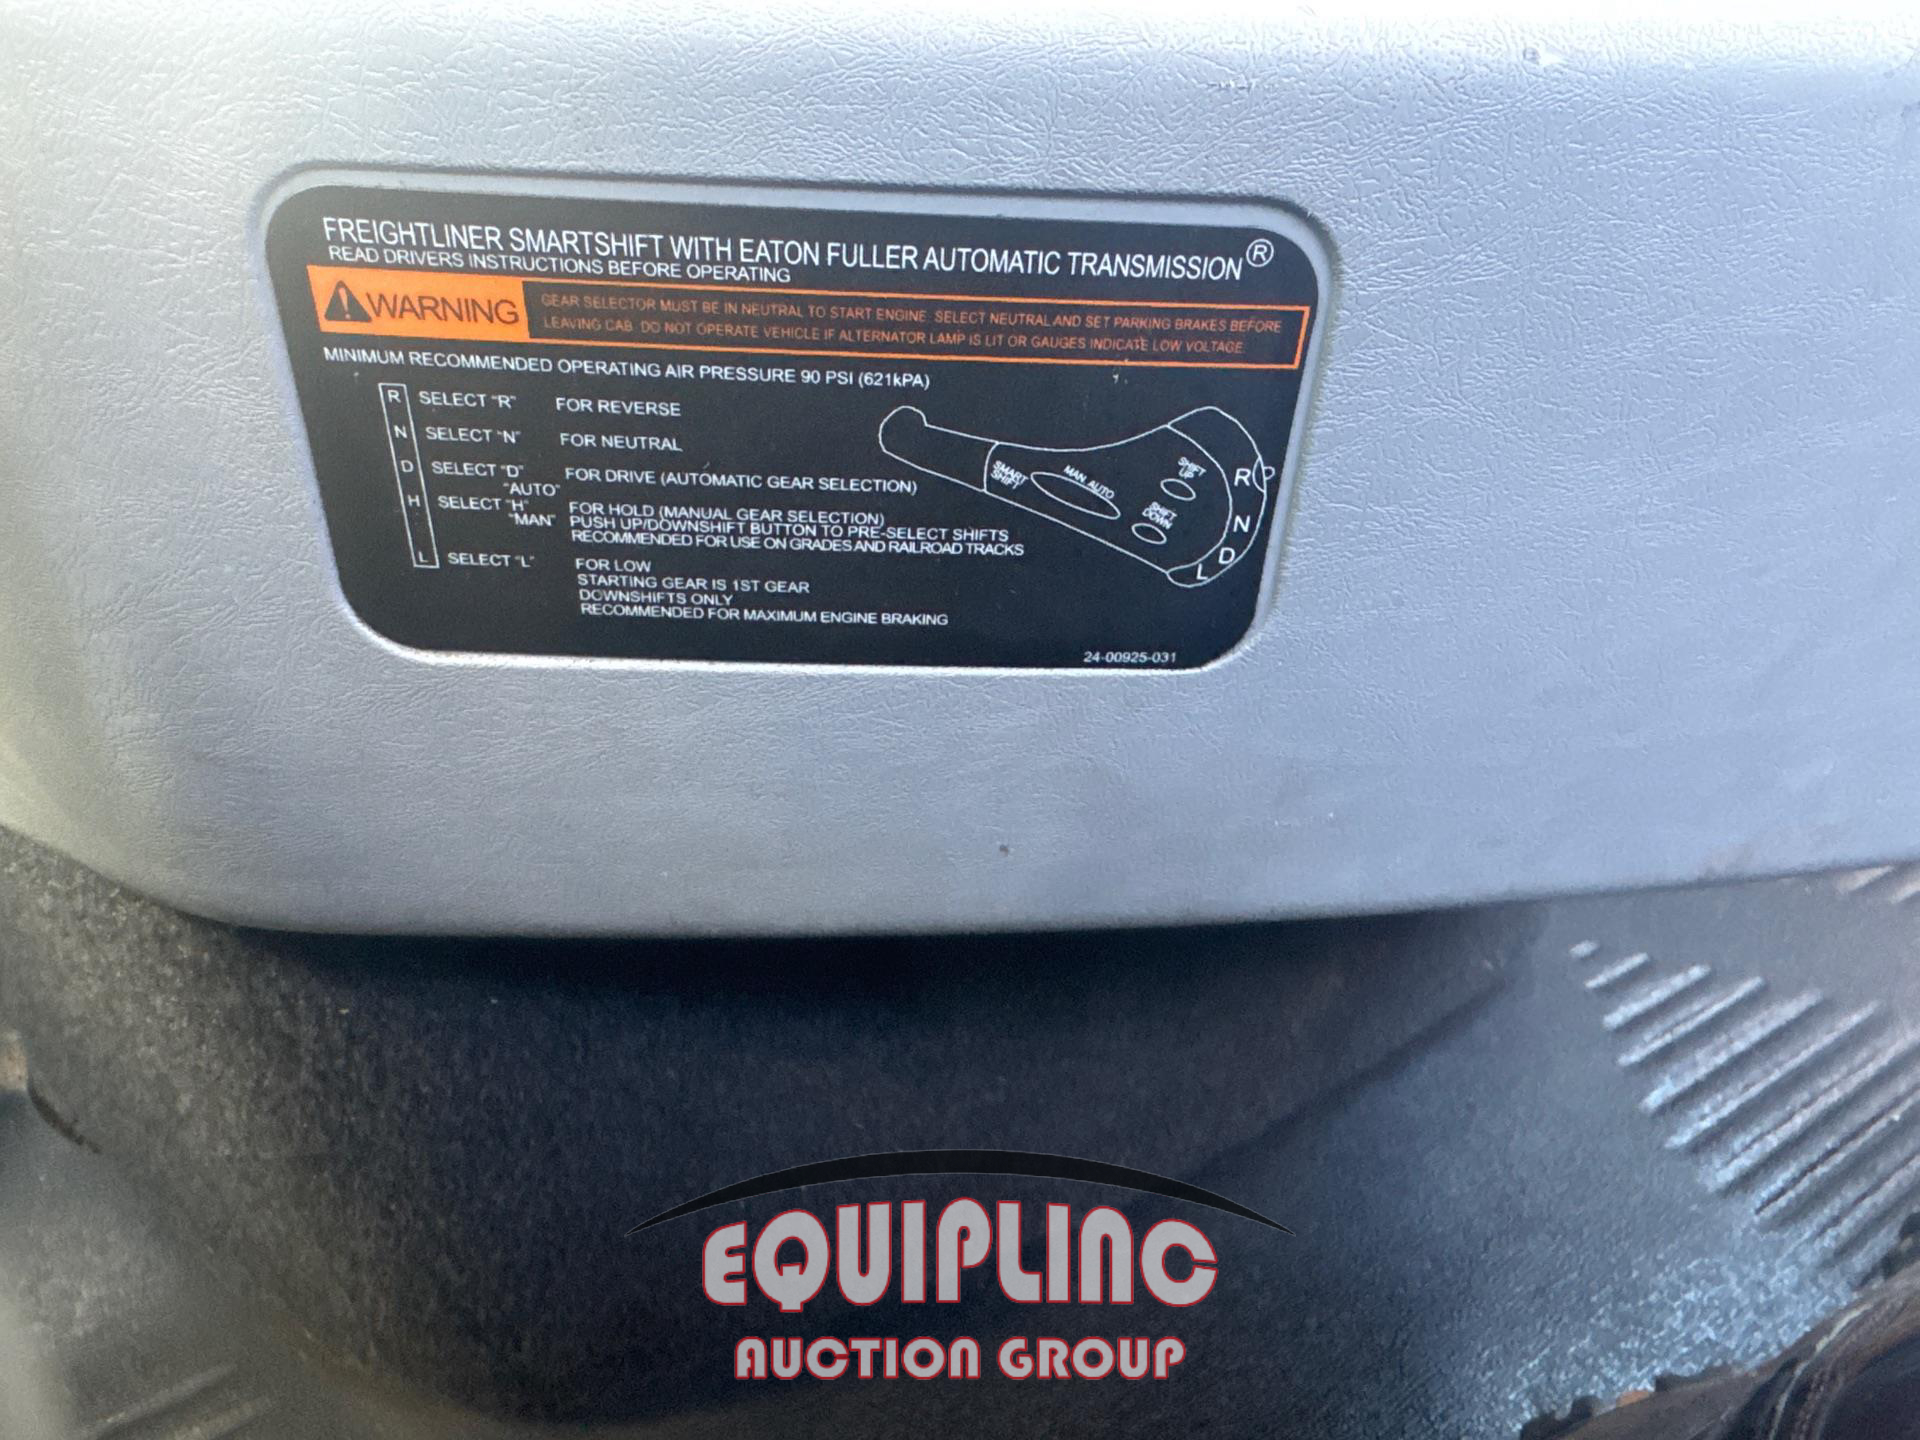 FREIGHTLINER SMARTSHIFT WITH EATON FULLER AUTOMATIC TRANSMISSION®
READ DRIVERS INSTRUCTIONS BEFORE OPERATING
WARNING
GEAR SELECTOR MUST BE IN NEUTRAL TO START ENGINE. SELECT NEUTRAL AND SET PARKING BRAKES BEFORE
LEAVING CAB. DO NOT OPERATE VEHICLE IF ALTERNATOR LAMP IS LIT OR GAUGES INDICATE LOW VOLTAGE.
MINIMUM RECOMMENDED OPERATING AIR PRESSURE 90 PSI (621kPA)
R SELECT "R" FOR REVERSE
N SELECT "N" FOR NEUTRAL
D SELECT "D" FOR DRIVE (AUTOMATIC GEAR SELECTION)
"AUTO"
H SELECT "H" FOR HOLD (MANUAL GEAR SELECTION)
"MAN" PUSH UP/DOWNSHIFT BUTTON TO PRE-SELECT SHIFTS
RECOMMENDED FOR USE ON GRADES AND RAILROAD TRACKS
L SELECT "L" FOR LOW
STARTING GEAR IS 1ST GEAR
DOWNSHIFTS ONLY
RECOMMENDED FOR MAXIMUM ENGINE BRAKING
SMART
SHIFT
MAN AUTO
SHIFT
UP
SHIFT
DOWN
R
N
D
L
24-00925-031
EQUIPLINC
AUCTION GROUP